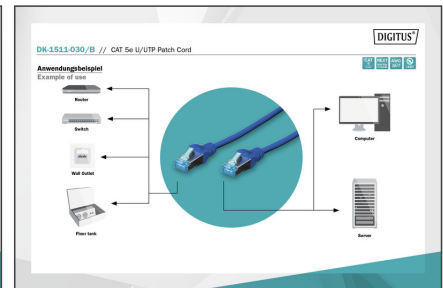 DIGITUS®
DK-1511-030/B // CAT 5e U/UTP Patch Cord
Anwendungsbeispiel
Example of use
Router
Switch
Wall Outlet
Floor tank
Computer
Server